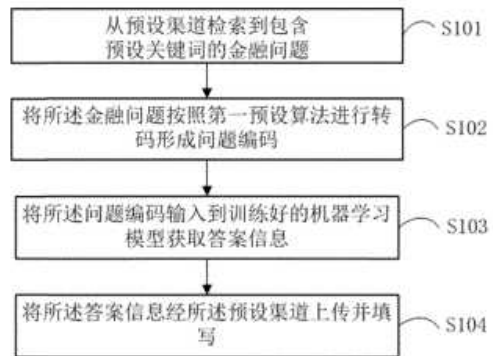 从预设渠道检索到包含
S101
预设关键词的金融问题
将所述金融问题按照第一预设算法进行转
S102
码形成问题编码
将所述问题编码输入到训练好的机器学习
S103
模型获取答案信息
将所述答案信息经所述预设渠道上传并填
S104
写